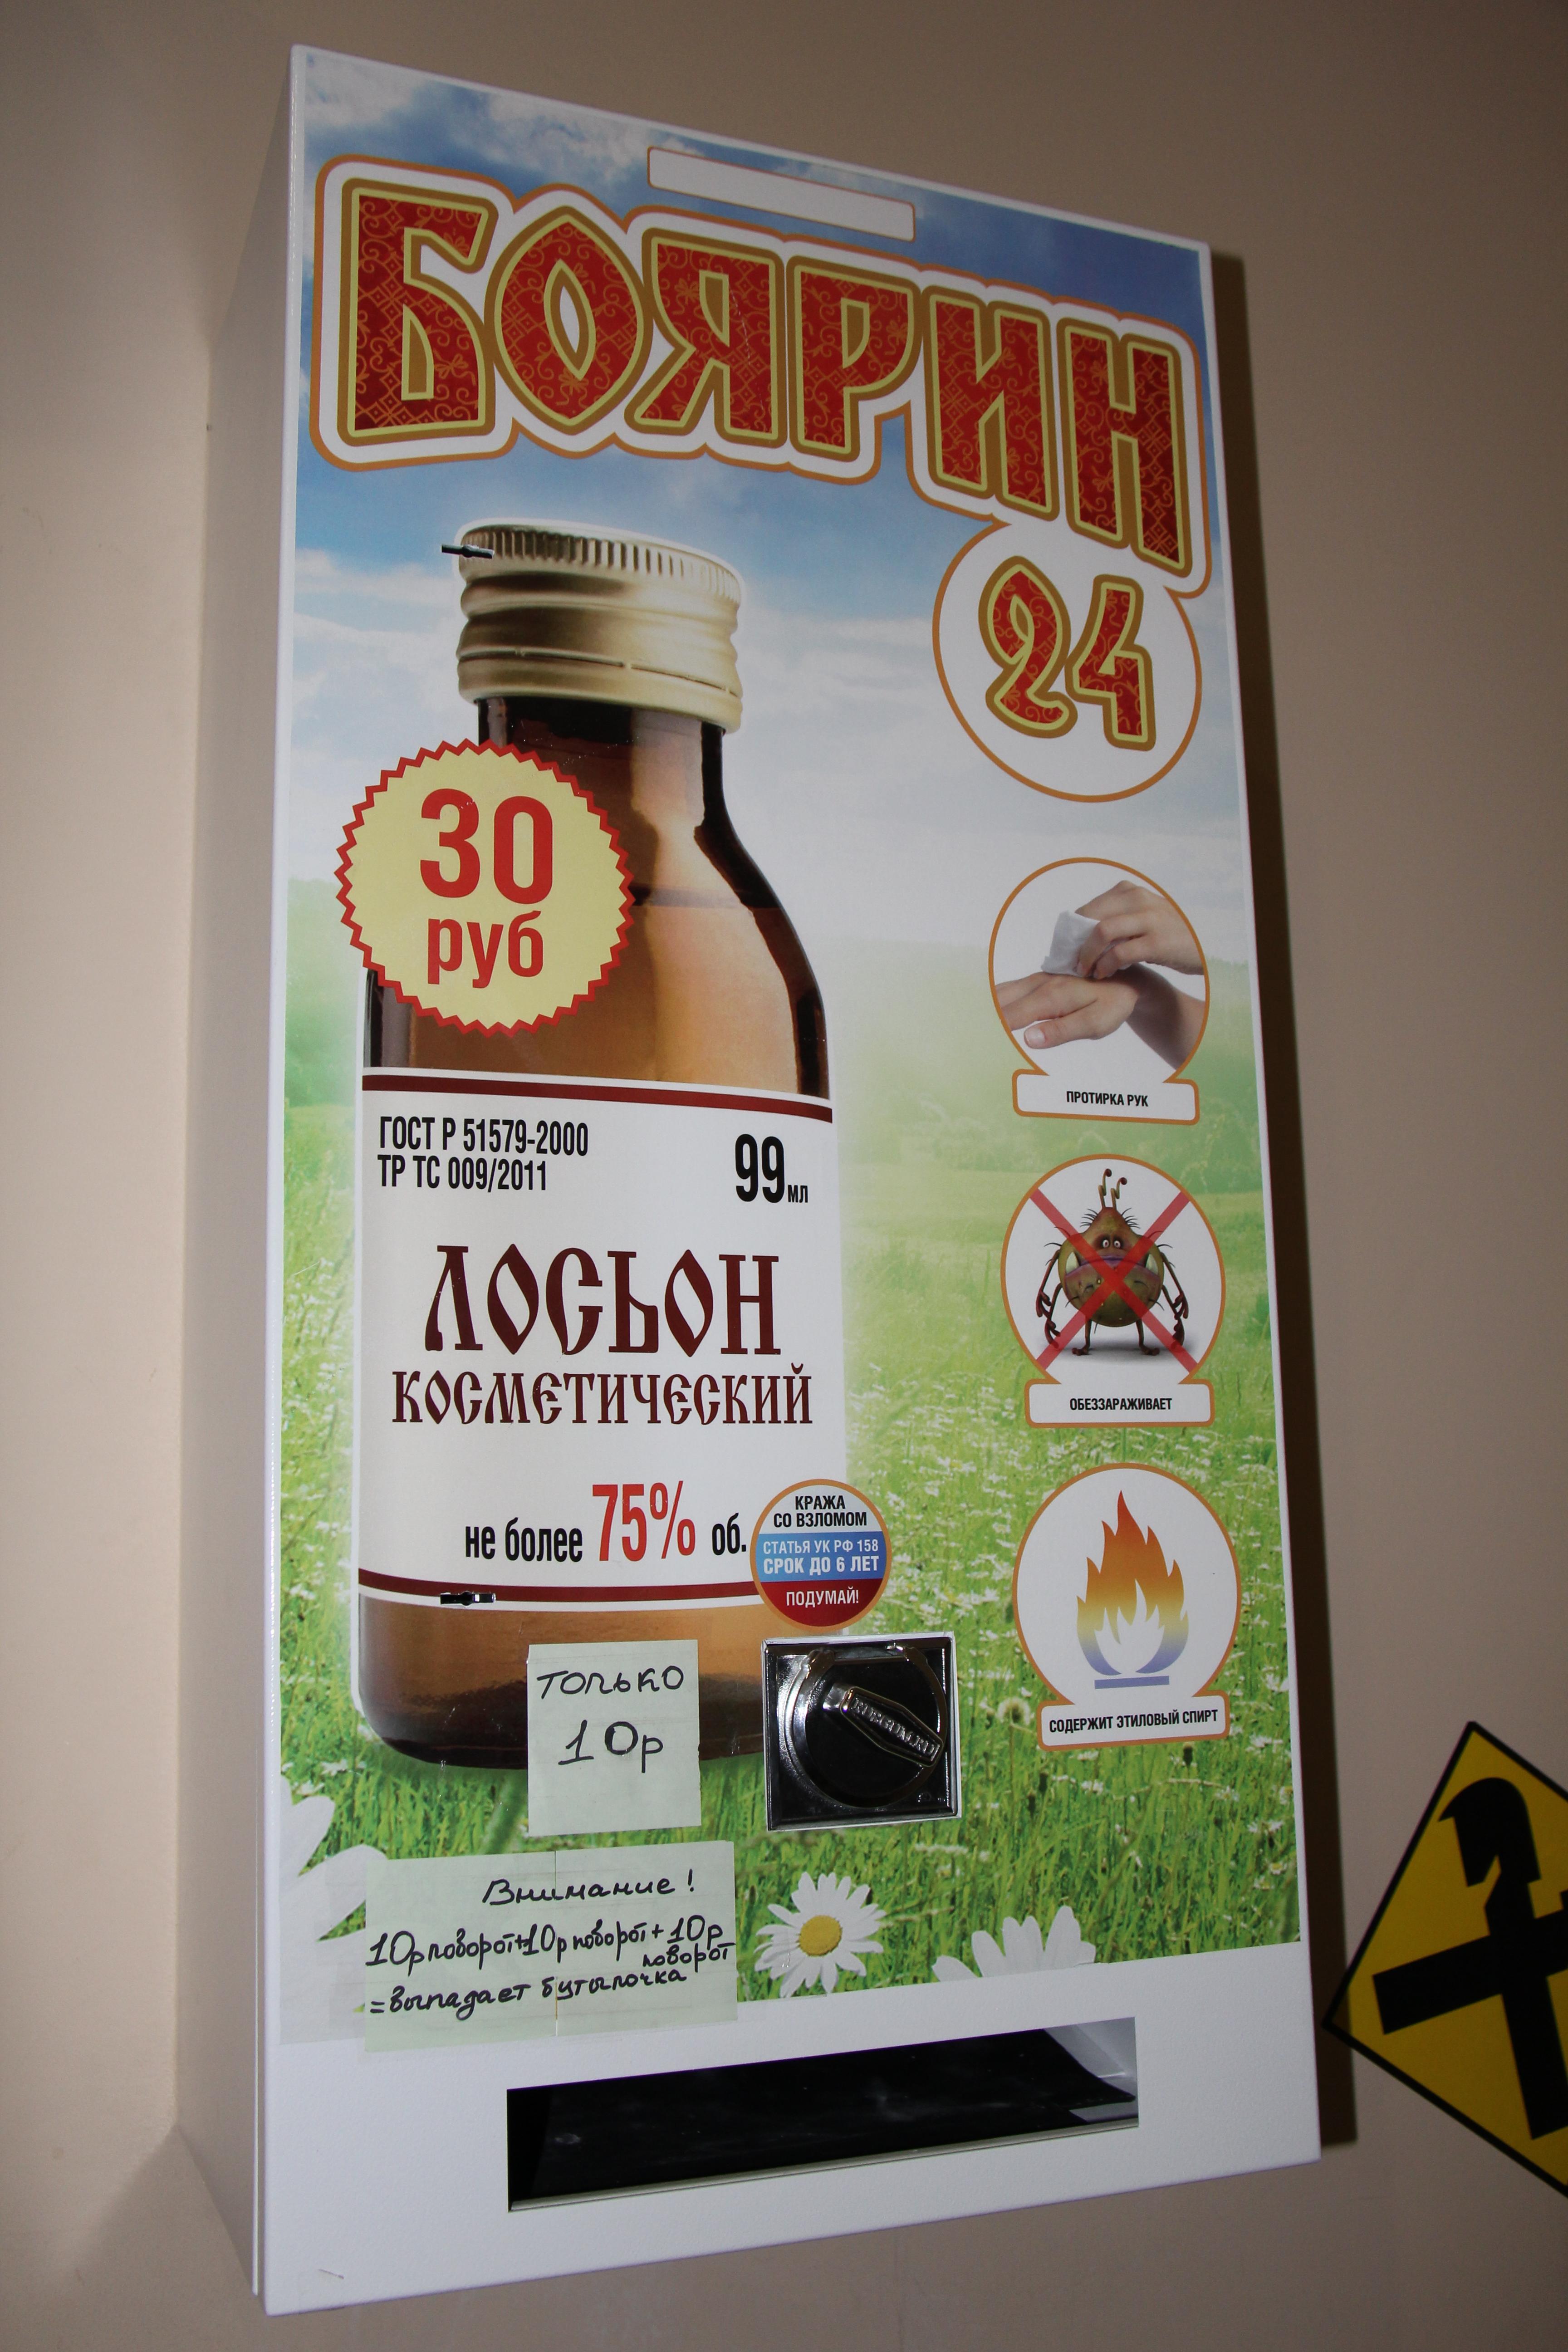 БОЯРИН
24
30
руб
ГОСТ Р 51579-2000
ТР ТС 009/2011
99мл
ЛОСЬОН
КОСМЕТИЧЕСКИЙ
не более 75% об.
КРАЖА
СО ВЗЛОМОМ
СТАТЬЯ УК РФ 158
СРОК ДО 6 ЛЕТ
ПОДУМАЙ!
ПРОТИРКА РУК
ОБЕЗЗАРАЖИВАЕТ
СОДЕРЖИТ ЭТИЛОВЫЙ СПИРТ
только
10р
Внимание!
10р поворот+10р поворот+10р
поворот
=выпадает бутылочка